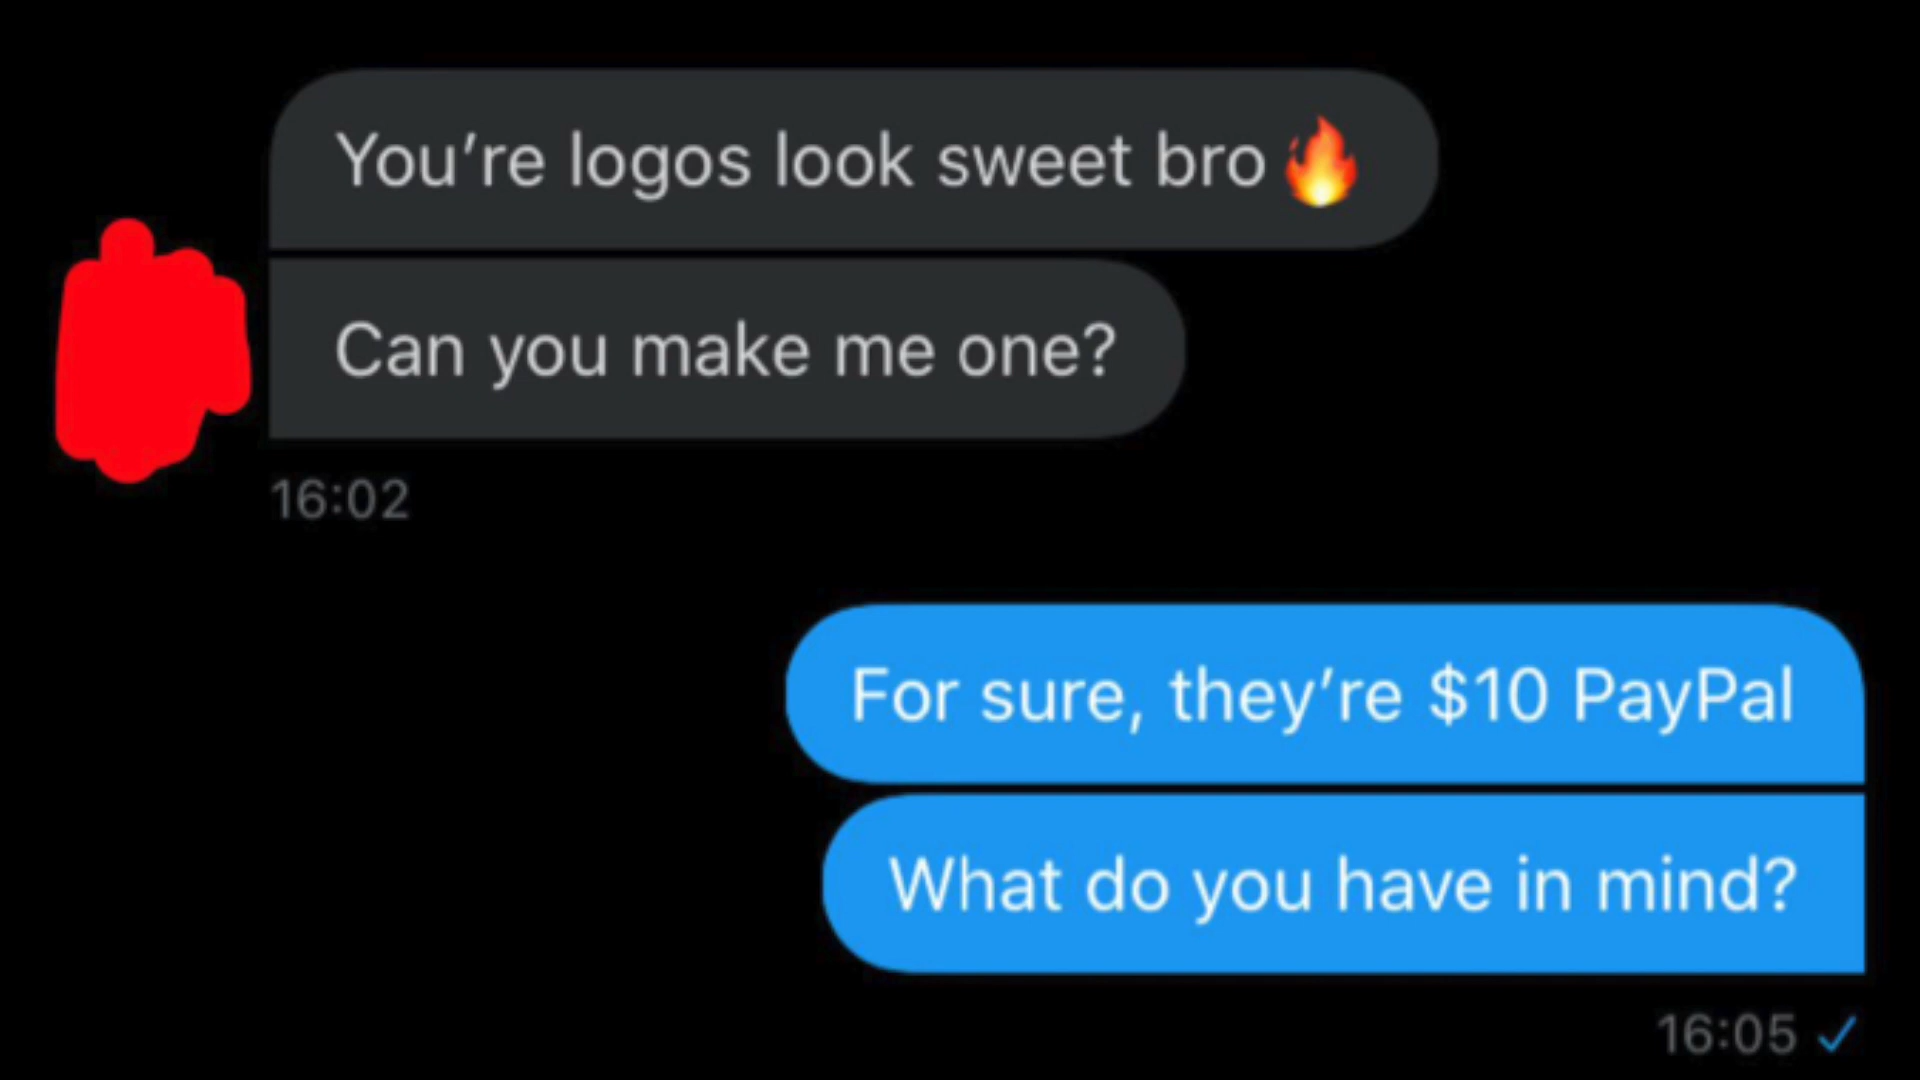 You’re logos look sweet bro🔥
Can you make me one?
16:02
For sure, they’re $10 PayPal
What do you have in mind?
16:05 ✓